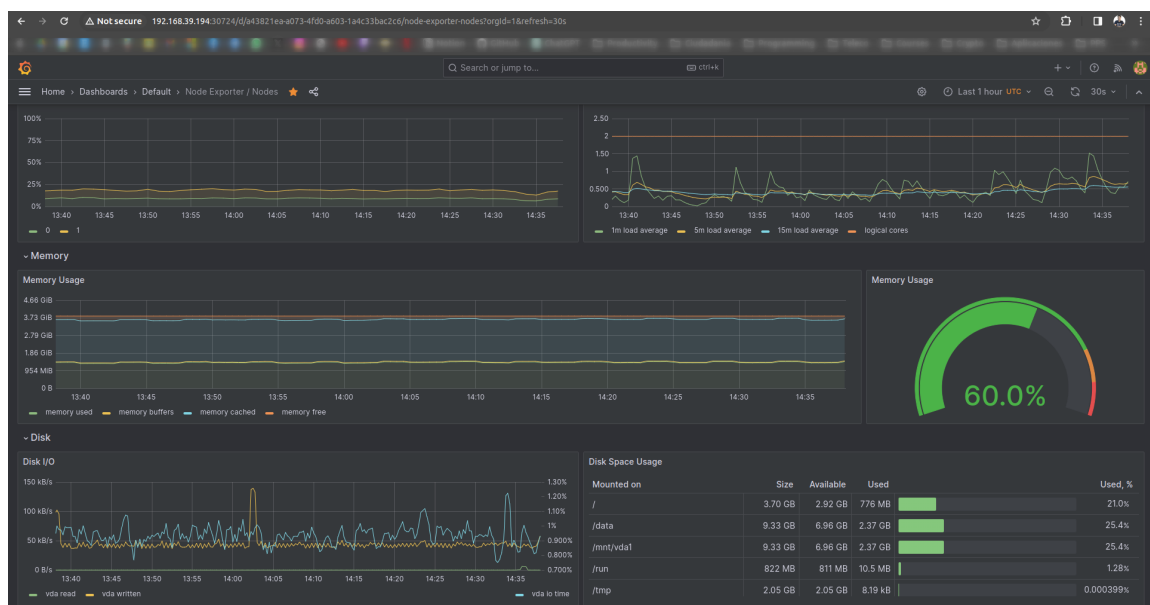 Not secure 192.168.39.194:30724/d/a43821ea-a073-4fd0-a603-1a4c33bac2c6/node-exporter-nodes?orgId=1&refresh=30s
Search or jump to... ctrl+k
Home › Dashboards › Default › Node Exporter / Nodes
Last 1 hour UTC 30s
100%
75%
50%
25%
0%
13:40 13:45 13:50 13:55 14:00 14:05 14:10 14:15 14:20 14:25 14:30 14:35
0 1
2.50
2
1.50
1
0.500
0
13:40 13:45 13:50 13:55 14:00 14:05 14:10 14:15 14:20 14:25 14:30 14:35
1m load average 5m load average 15m load average logical cores
Memory
Memory Usage
4.66 GiB
3.73 GiB
2.79 GiB
1.86 GiB
954 MiB
0 B
13:40 13:45 13:50 13:55 14:00 14:05 14:10 14:15 14:20 14:25 14:30 14:35
memory used memory buffers memory cached memory free
Memory Usage
60.0%
Disk
Disk I/O
150 kB/s
100 kB/s
50 kB/s
0 B/s
1.30%
1.20%
1.10%
1%
0.900%
0.800%
0.700%
13:40 13:45 13:50 13:55 14:00 14:05 14:10 14:15 14:20 14:25 14:30 14:35
vda read vda written vda io time
Disk Space Usage
Mounted on Size Available Used Used, %
/ 3.70 GB 2.92 GB 776 MB 21.0%
/data 9.33 GB 6.96 GB 2.37 GB 25.4%
/mnt/vda1 9.33 GB 6.96 GB 2.37 GB 25.4%
/run 822 MB 811 MB 10.5 MB 1.28%
/tmp 2.05 GB 2.05 GB 8.19 kB 0.000399%